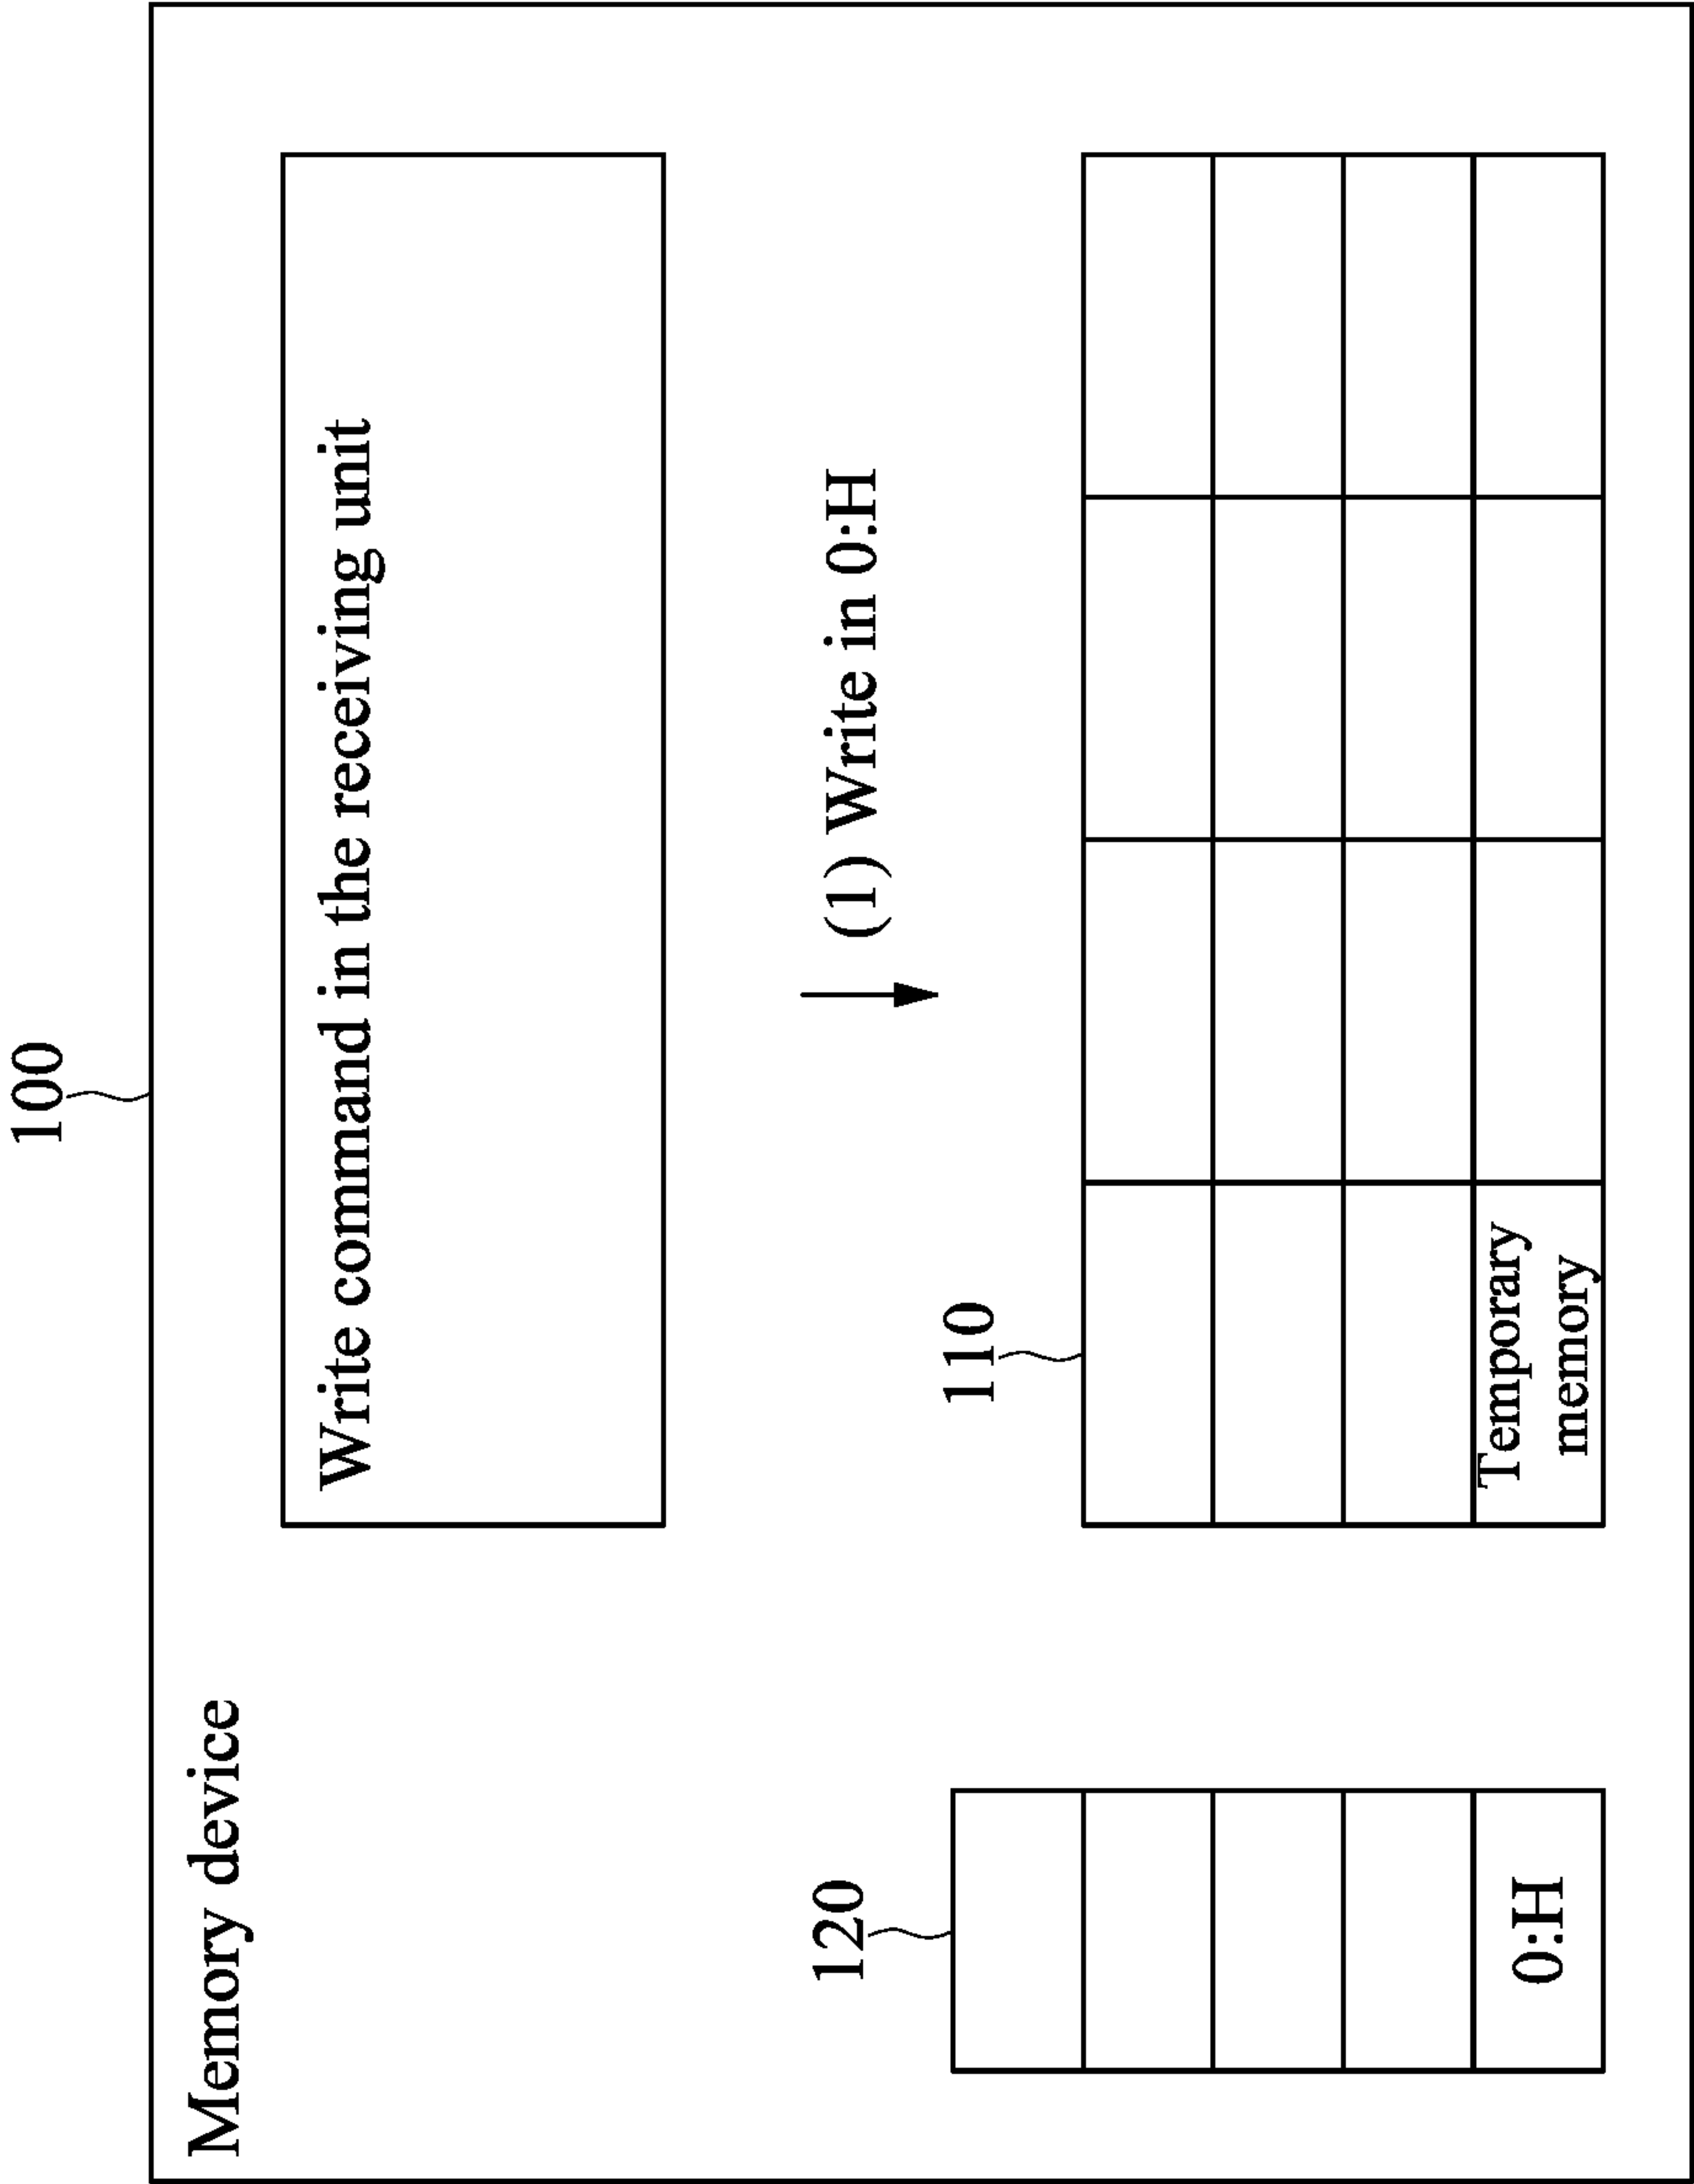 100
Memory device
Write command in the receiving unit
(1) Write in 0:H
120
110
0:H
Temporary
memory